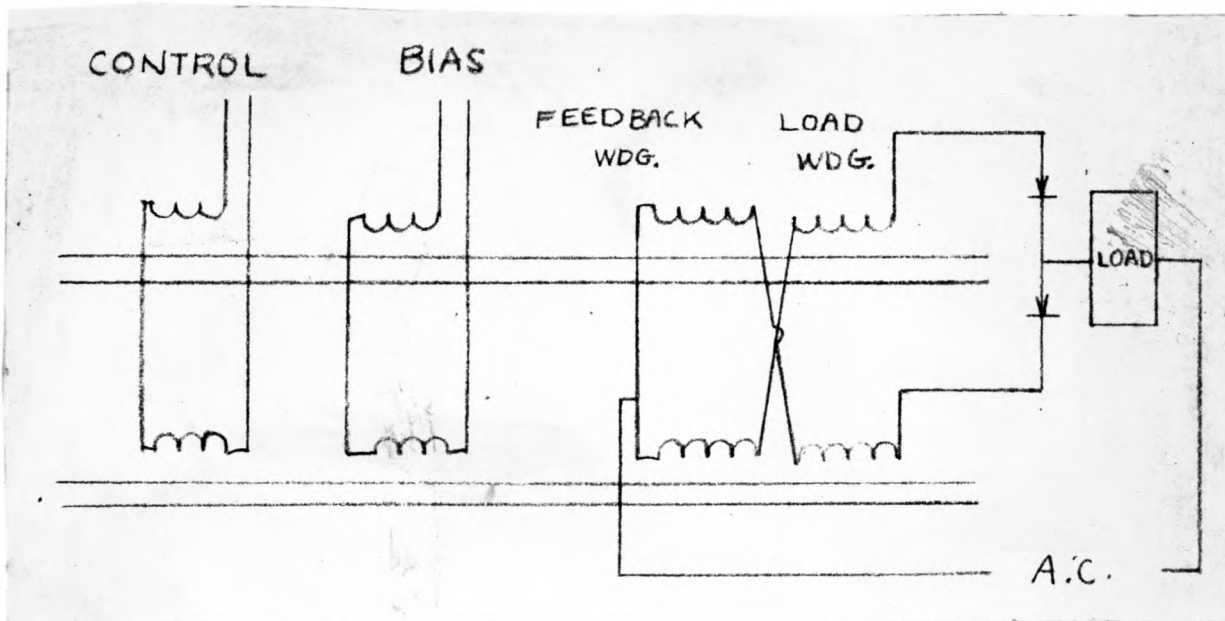 CONTROL
BIAS
FEEDBACK
WDG.
LOAD
WDG.
LOAD
A.C.